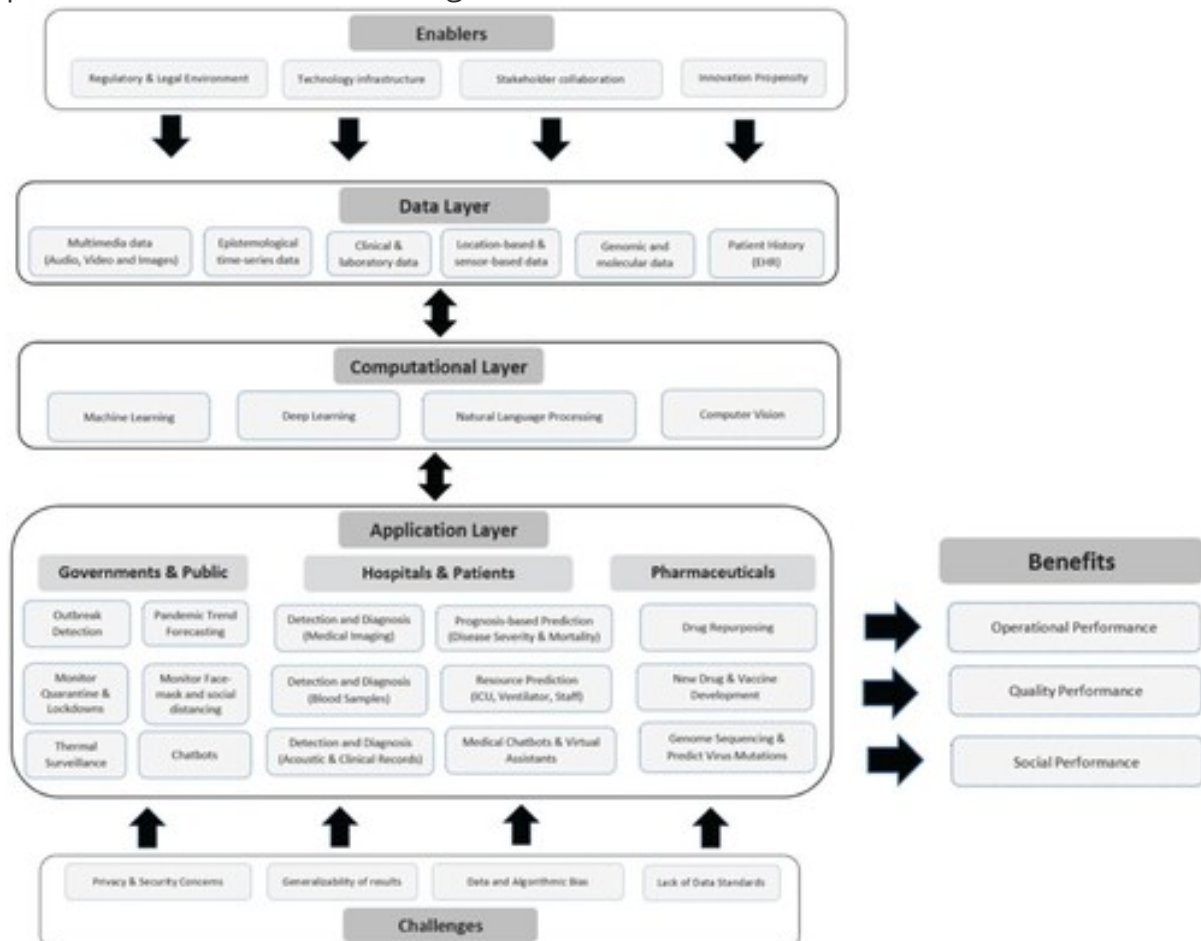 Enablers
Regulatory & Legal Environment
Technology infrastructure
Stakeholder collaboration
Innovation Propensity
Data Layer
Multimedia data
(Audio, Video and Images)
Epistemological
time-series data
Clinical &
laboratory data
Location-based &
sensor-based data
Genomic and
molecular data
Patient History
(EHR)
Computational Layer
Machine Learning
Deep Learning
Natural Language Processing
Computer Vision
Application Layer
Governments & Public
Outbreak
Detection
Pandemic Trend
Forecasting
Monitor
Quarantine &
Lockdowns
Monitor Face-
mask and social
distancing
Thermal
Surveillance
Chatbots
Hospitals & Patients
Detection and Diagnosis
(Medical Imaging)
Prognosis-based Prediction
(Disease Severity & Mortality)
Detection and Diagnosis
(Blood Samples)
Resource Prediction
(ICU, Ventilator, Staff)
Detection and Diagnosis
(Acoustic & Clinical Records)
Medical Chatbots & Virtual
Assistants
Pharmaceuticals
Drug Repurposing
New Drug & Vaccine
Development
Genome Sequencing &
Predict Virus Mutations
Benefits
Operational Performance
Quality Performance
Social Performance
Privacy & Security Concerns
Generalizability of results
Data and Algorithmic Bias
Lack of Data Standards
Challenges